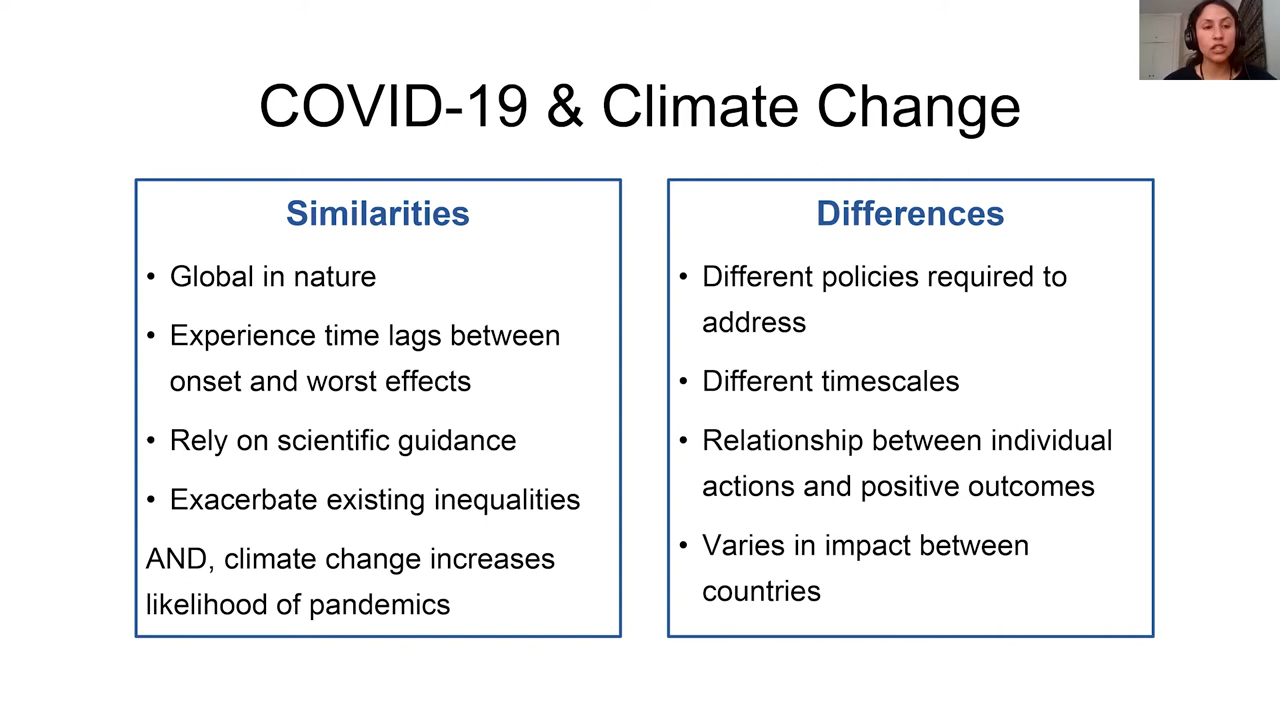 COVID-19 & Climate Change
Similarities
• Global in nature
• Experience time lags between
onset and worst effects
• Rely on scientific guidance
• Exacerbate existing inequalities
AND, climate change increases
likelihood of pandemics
Differences
• Different policies required to
address
• Different timescales
• Relationship between individual
actions and positive outcomes
• Varies in impact between
countries